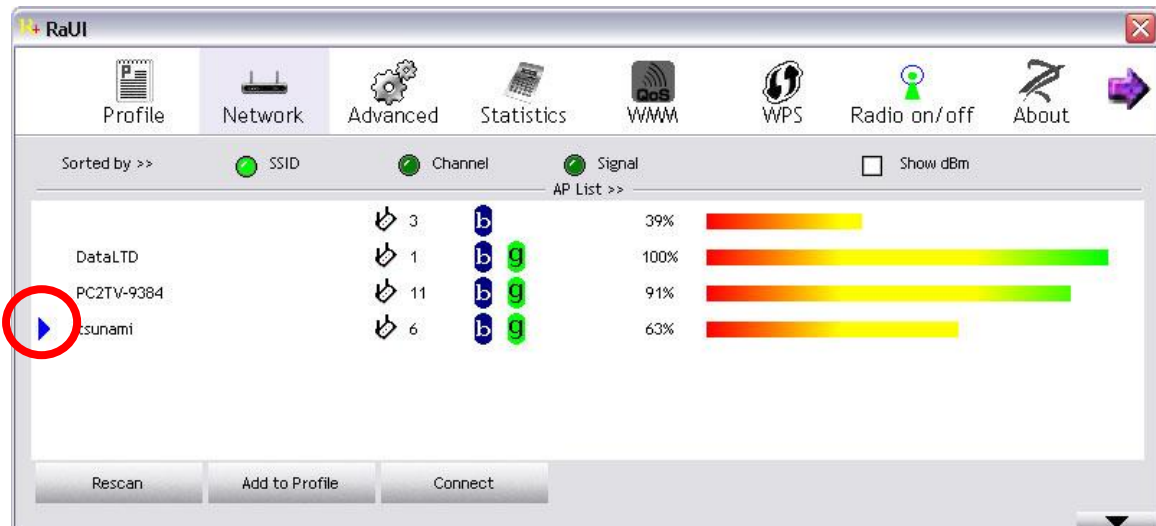 R+ RaUI
Profile Network Advanced Statistics QoS WMM WPS Radio on/off About
Sorted by >> SSID Channel Signal Show dBm
AP List >>
3 b 39%
DataLTD 1 b g 100%
PC2TV-9384 11 b g 91%
tsunami 6 b g 63%
Rescan Add to Profile Connect